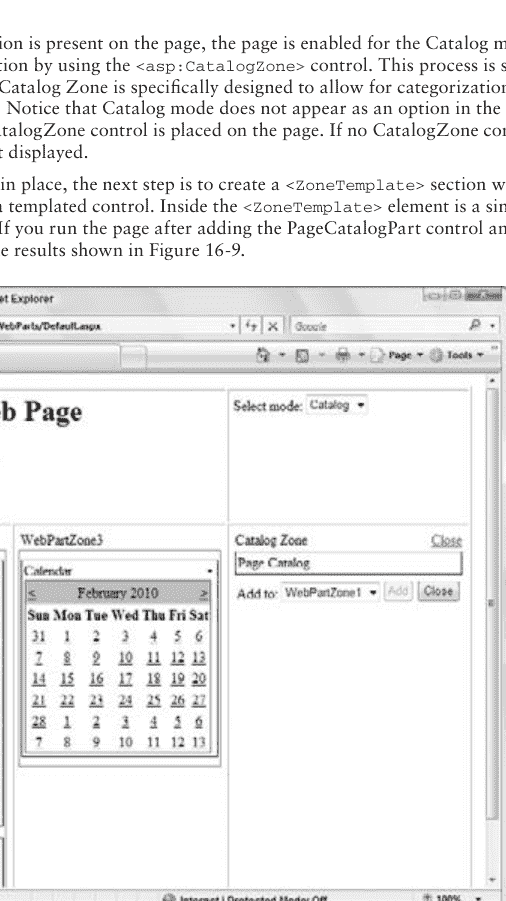 ion is present on the page, the page is enabled for the Catalog m
tion by using the <asp:CatalogZone> control. This process is s
Catalog Zone is specifically designed to allow for categorization
. Notice that Catalog mode does not appear as an option in the
atalogZone control is placed on the page. If no CatalogZone con
t displayed.
in place, the next step is to create a <ZoneTemplate> section w
a templated control. Inside the <ZoneTemplate> element is a sin
If you run the page after adding the PageCatalogPart control an
e results shown in Figure 16-9.
et Explorer
WebParts/Default.aspx
Google
Page
Tools
b Page
Select mode: Catalog
WebPartZone3
Catalog Zone Close
Calendar
Page Catalog
< February 2010 >
Add to: WebPartZone1 Add Close
Sun Mon Tue Wed Thu Fri Sat
31 1 2 3 4 5 6
7 8 9 10 11 12 13
14 15 16 17 18 19 20
21 22 23 24 25 26 27
28 1 2 3 4 5 6
7 8 9 10 11 12 13
Internet | Protected Mode: Off 100%